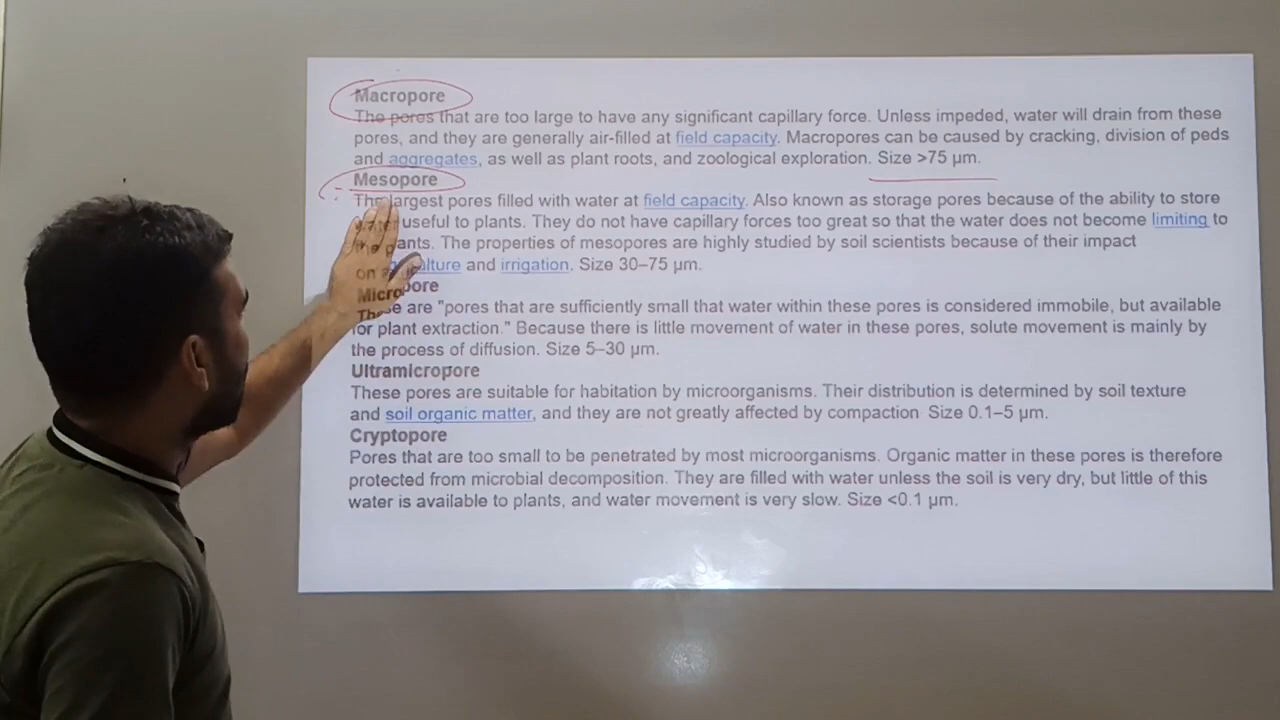 Macropore
The pores that are too large to have any significant capillary force. Unless impeded, water will drain from these
pores, and they are generally air-filled at field capacity. Macropores can be caused by cracking, division of peds
and aggregates, as well as plant roots, and zoological exploration. Size >75 µm.
Mesopore
The largest pores filled with water at field capacity. Also known as storage pores because of the ability to store
water useful to plants. They do not have capillary forces too great so that the water does not become limiting to
the plants. The properties of mesopores are highly studied by soil scientists because of their impact
on agriculture and irrigation. Size 30–75 µm.
Micropore
These are "pores that are sufficiently small that water within these pores is considered immobile, but available
for plant extraction." Because there is little movement of water in these pores, solute movement is mainly by
the process of diffusion. Size 5–30 µm.
Ultramicropore
These pores are suitable for habitation by microorganisms. Their distribution is determined by soil texture
and soil organic matter, and they are not greatly affected by compaction Size 0.1–5 µm.
Cryptopore
Pores that are too small to be penetrated by most microorganisms. Organic matter in these pores is therefore
protected from microbial decomposition. They are filled with water unless the soil is very dry, but little of this
water is available to plants, and water movement is very slow. Size <0.1 µm.